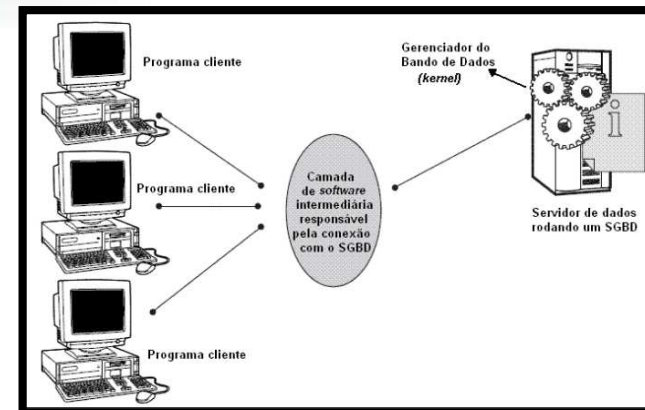 Programa cliente
Gerenciador do
Bando de Dados
(kernel)
Programa cliente
Camada
de software
intermediária
responsável
pela conexão
com o SGBD
Servidor de dados
rodando um SGBD
Programa cliente